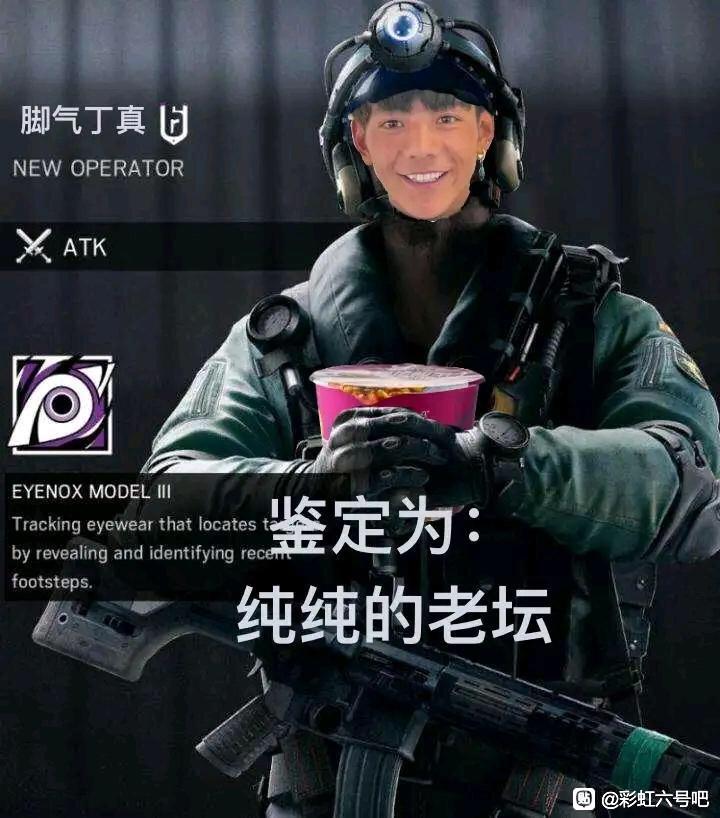 脚气丁真
NEW OPERATOR
ATK
EYENOX MODEL III
Tracking eyewear that locates
by revealing and identifying recent
footsteps.
鉴定为：
纯纯的老坛
贴 @彩虹六号吧